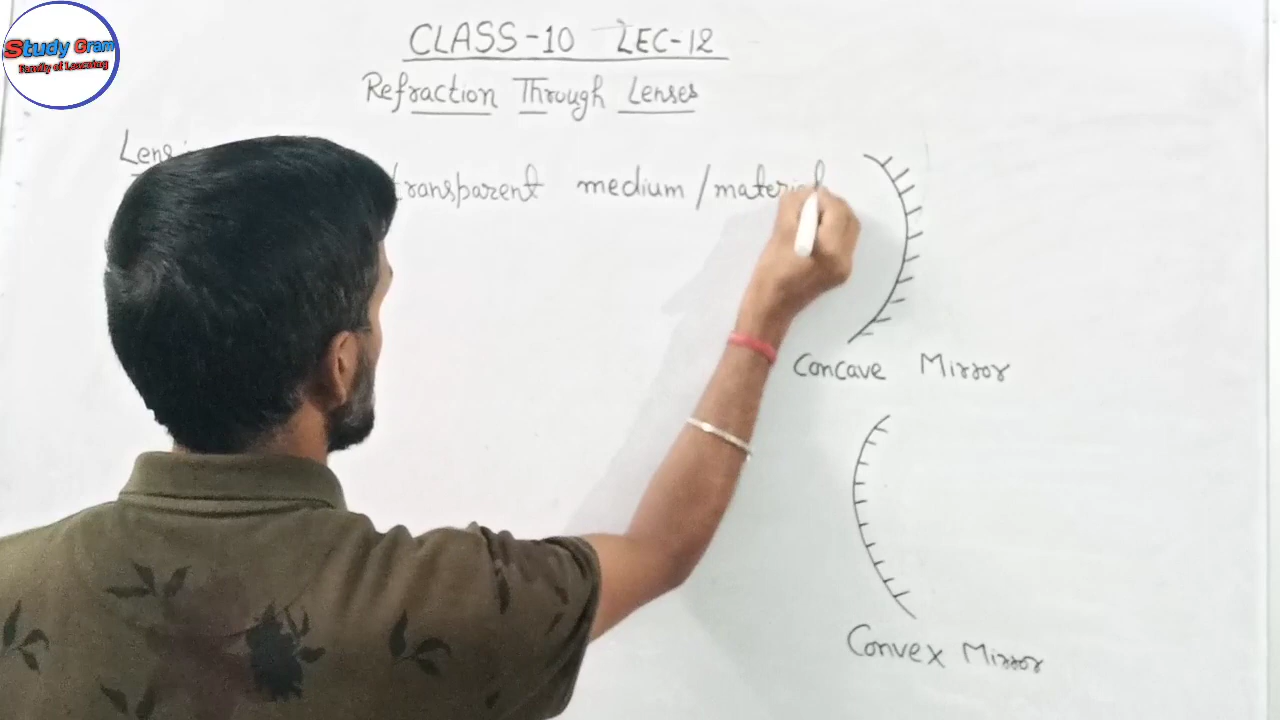 Study Gram
Family of Learning
CLASS-10 LEC-12
Refraction Through Lenses
Lens
transparent medium / material
Concave Mirror
Convex Mirror